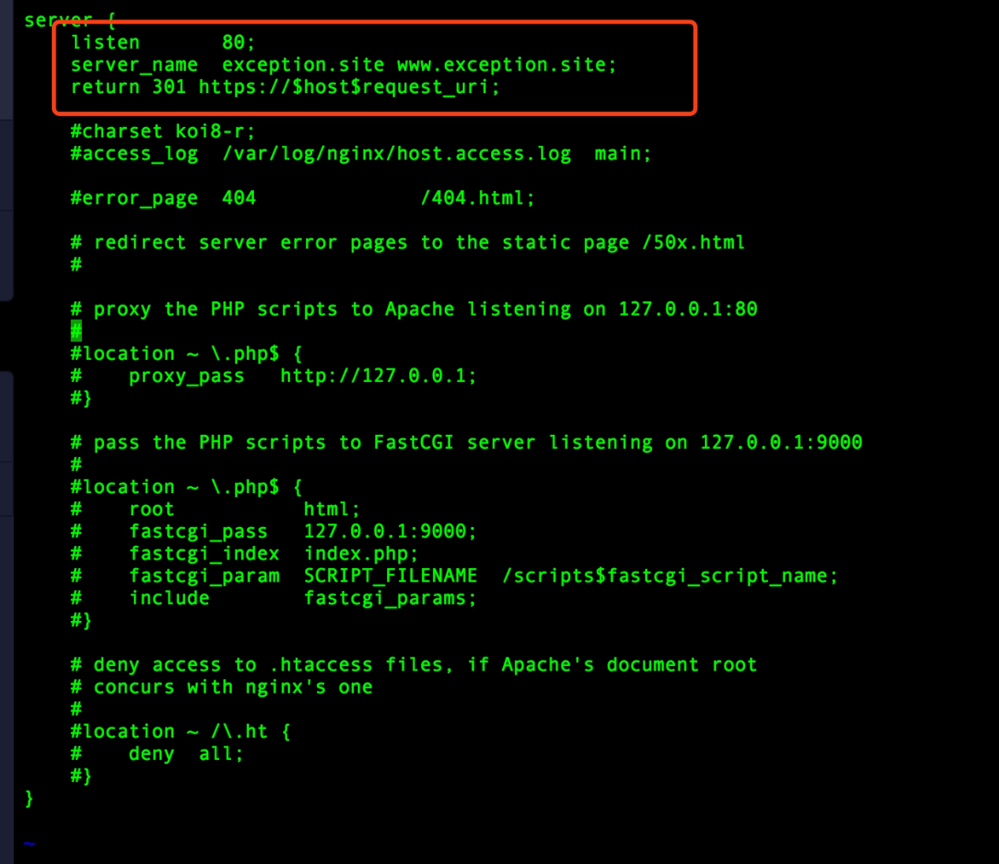 server {
    listen       80;
    server_name  exception.site www.exception.site;
    return 301 https://$host$request_uri;

    #charset koi8-r;
    #access_log  /var/log/nginx/host.access.log  main;

    #error_page  404              /404.html;

    # redirect server error pages to the static page /50x.html
    #

    # proxy the PHP scripts to Apache listening on 127.0.0.1:80
    #
    #location ~ \.php$ {
    #    proxy_pass   http://127.0.0.1;
    #}

    # pass the PHP scripts to FastCGI server listening on 127.0.0.1:9000
    #
    #location ~ \.php$ {
    #    root           html;
    #    fastcgi_pass   127.0.0.1:9000;
    #    fastcgi_index  index.php;
    #    fastcgi_param  SCRIPT_FILENAME  /scripts$fastcgi_script_name;
    #    include        fastcgi_params;
    #}

    # deny access to .htaccess files, if Apache's document root
    # concurs with nginx's one
    #
    #location ~ /\.ht {
    #    deny  all;
    #}
}

~